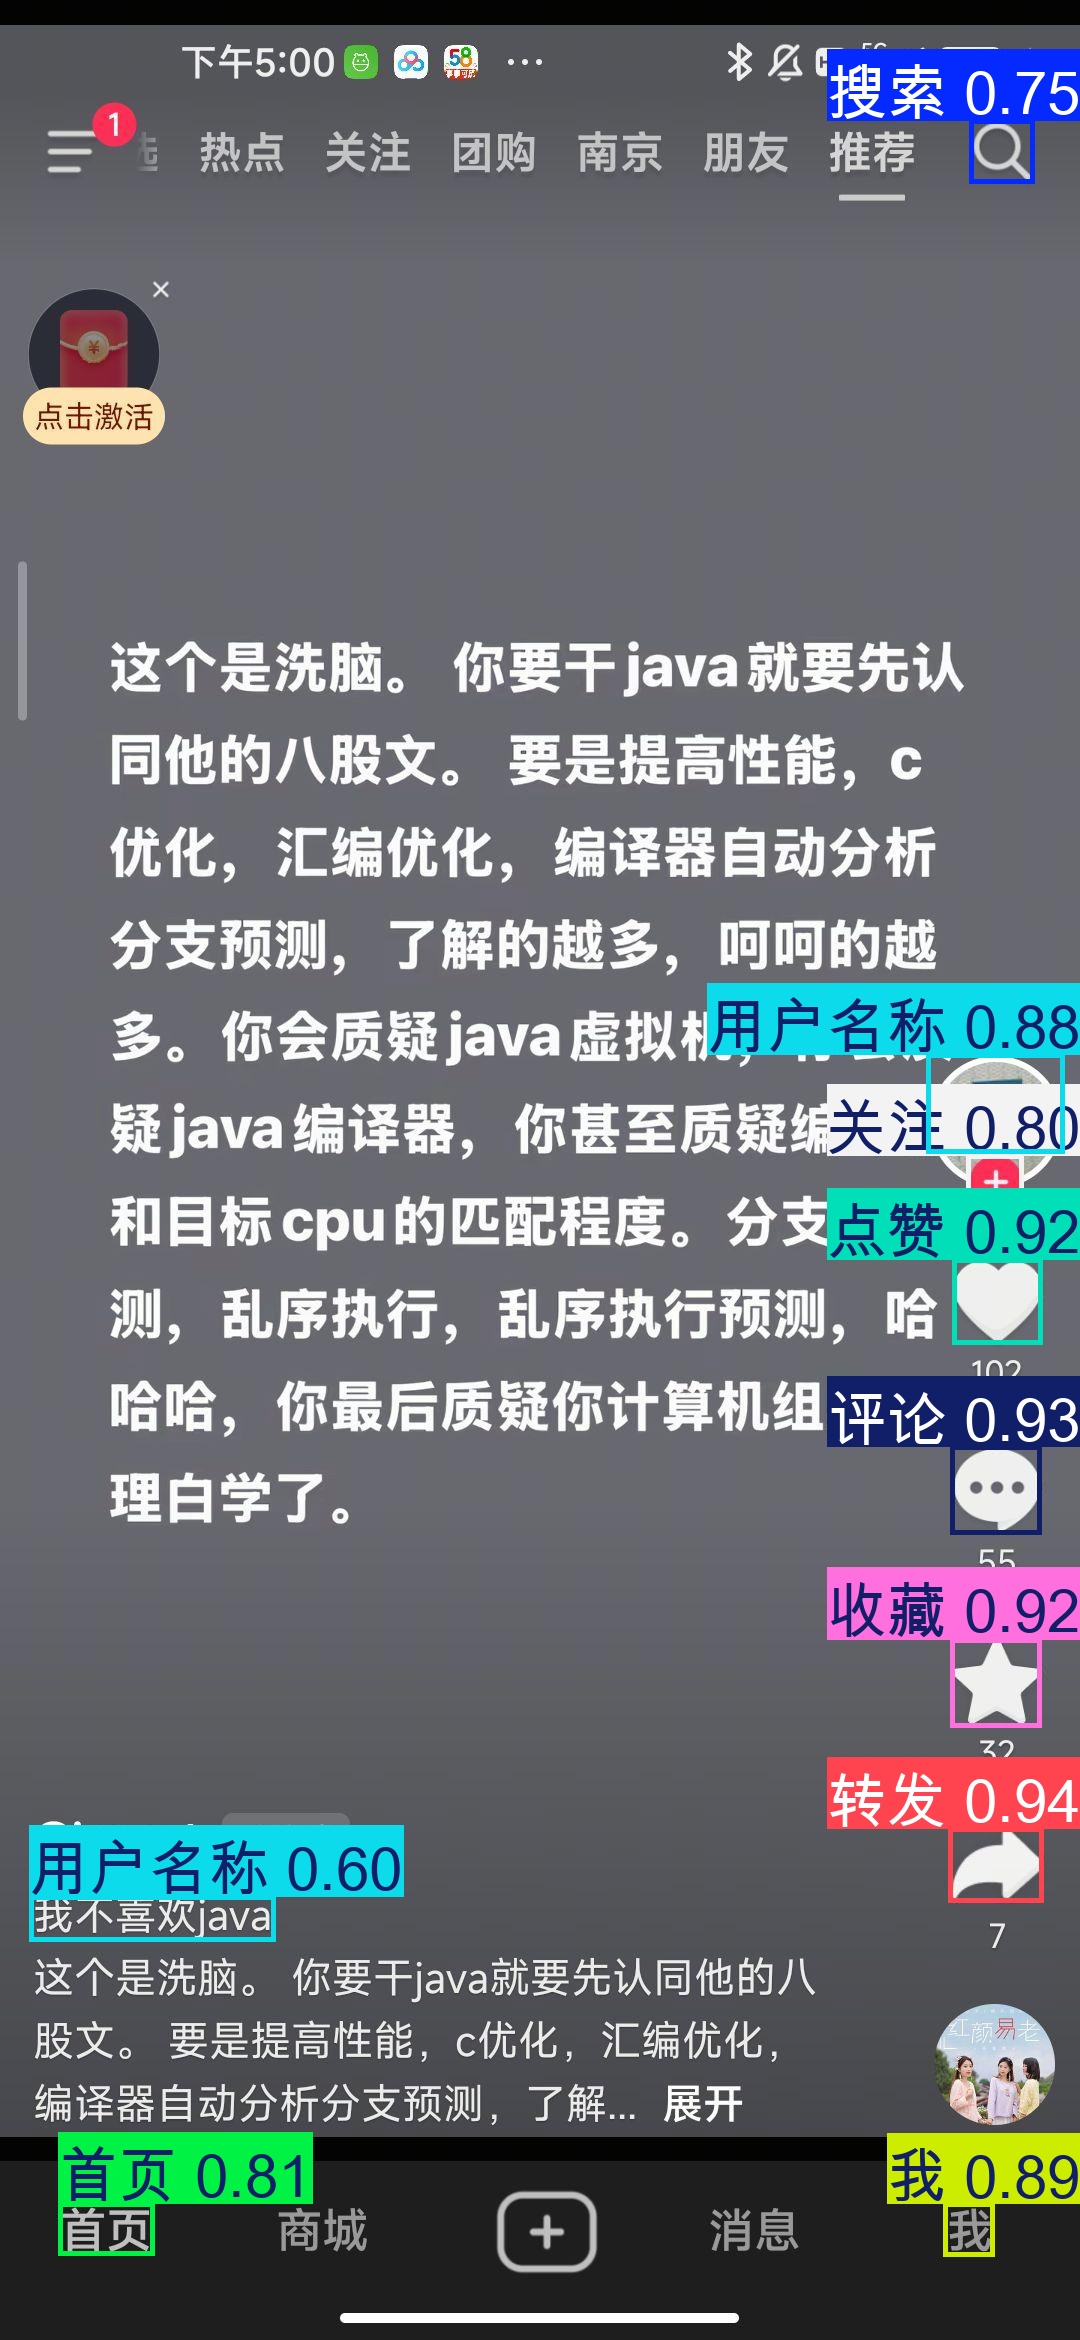 下午5:00 58 ...
搜索 0.75
1
热点 关注 团购 南京 朋友 推荐
点击激活
这个是洗脑。 你要干java就要先认
同他的八股文。 要是提高性能，c
优化，汇编优化，编译器自动分析
分支预测，了解的越多，呵呵的越
用户名称 0.88
多。你会质疑java虚拟机，
关注 0.80
疑java编译器，你甚至质疑编
点赞 0.92
和目标cpu的匹配程度。分支
测，乱序执行，乱序执行预测，哈
102
哈哈，你最后质疑你计算机组
评论 0.93
理白学了。
55
收藏 0.92
32
转发 0.94
用户名称 0.60
我不喜欢java
7
这个是洗脑。 你要干java就要先认同他的八
股文。 要是提高性能，c优化，汇编优化，
编译器自动分析分支预测，了解... 展开
红颜易老
首页 0.81
我 0.89
首页 商城 消息 我